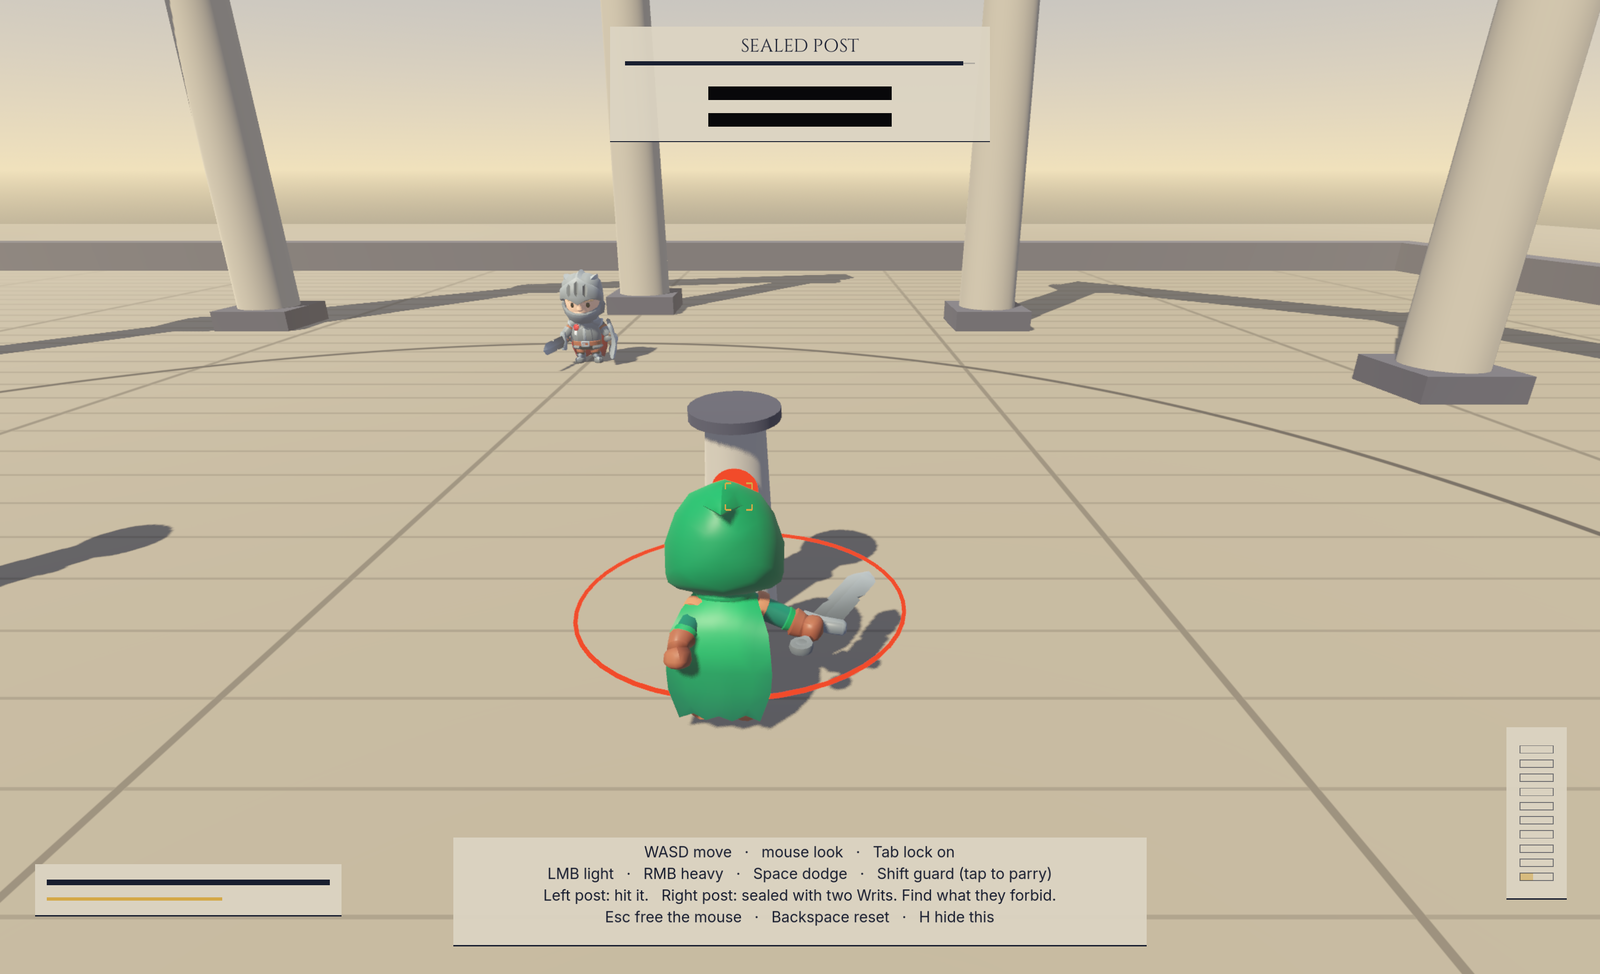 SEALED POST
WASD move · mouse look · Tab lock on
LMB light · RMB heavy · Space dodge · Shift guard (tap to parry)
Left post: hit it. Right post: sealed with two Writs. Find what they forbid.
Esc free the mouse · Backspace reset · H hide this